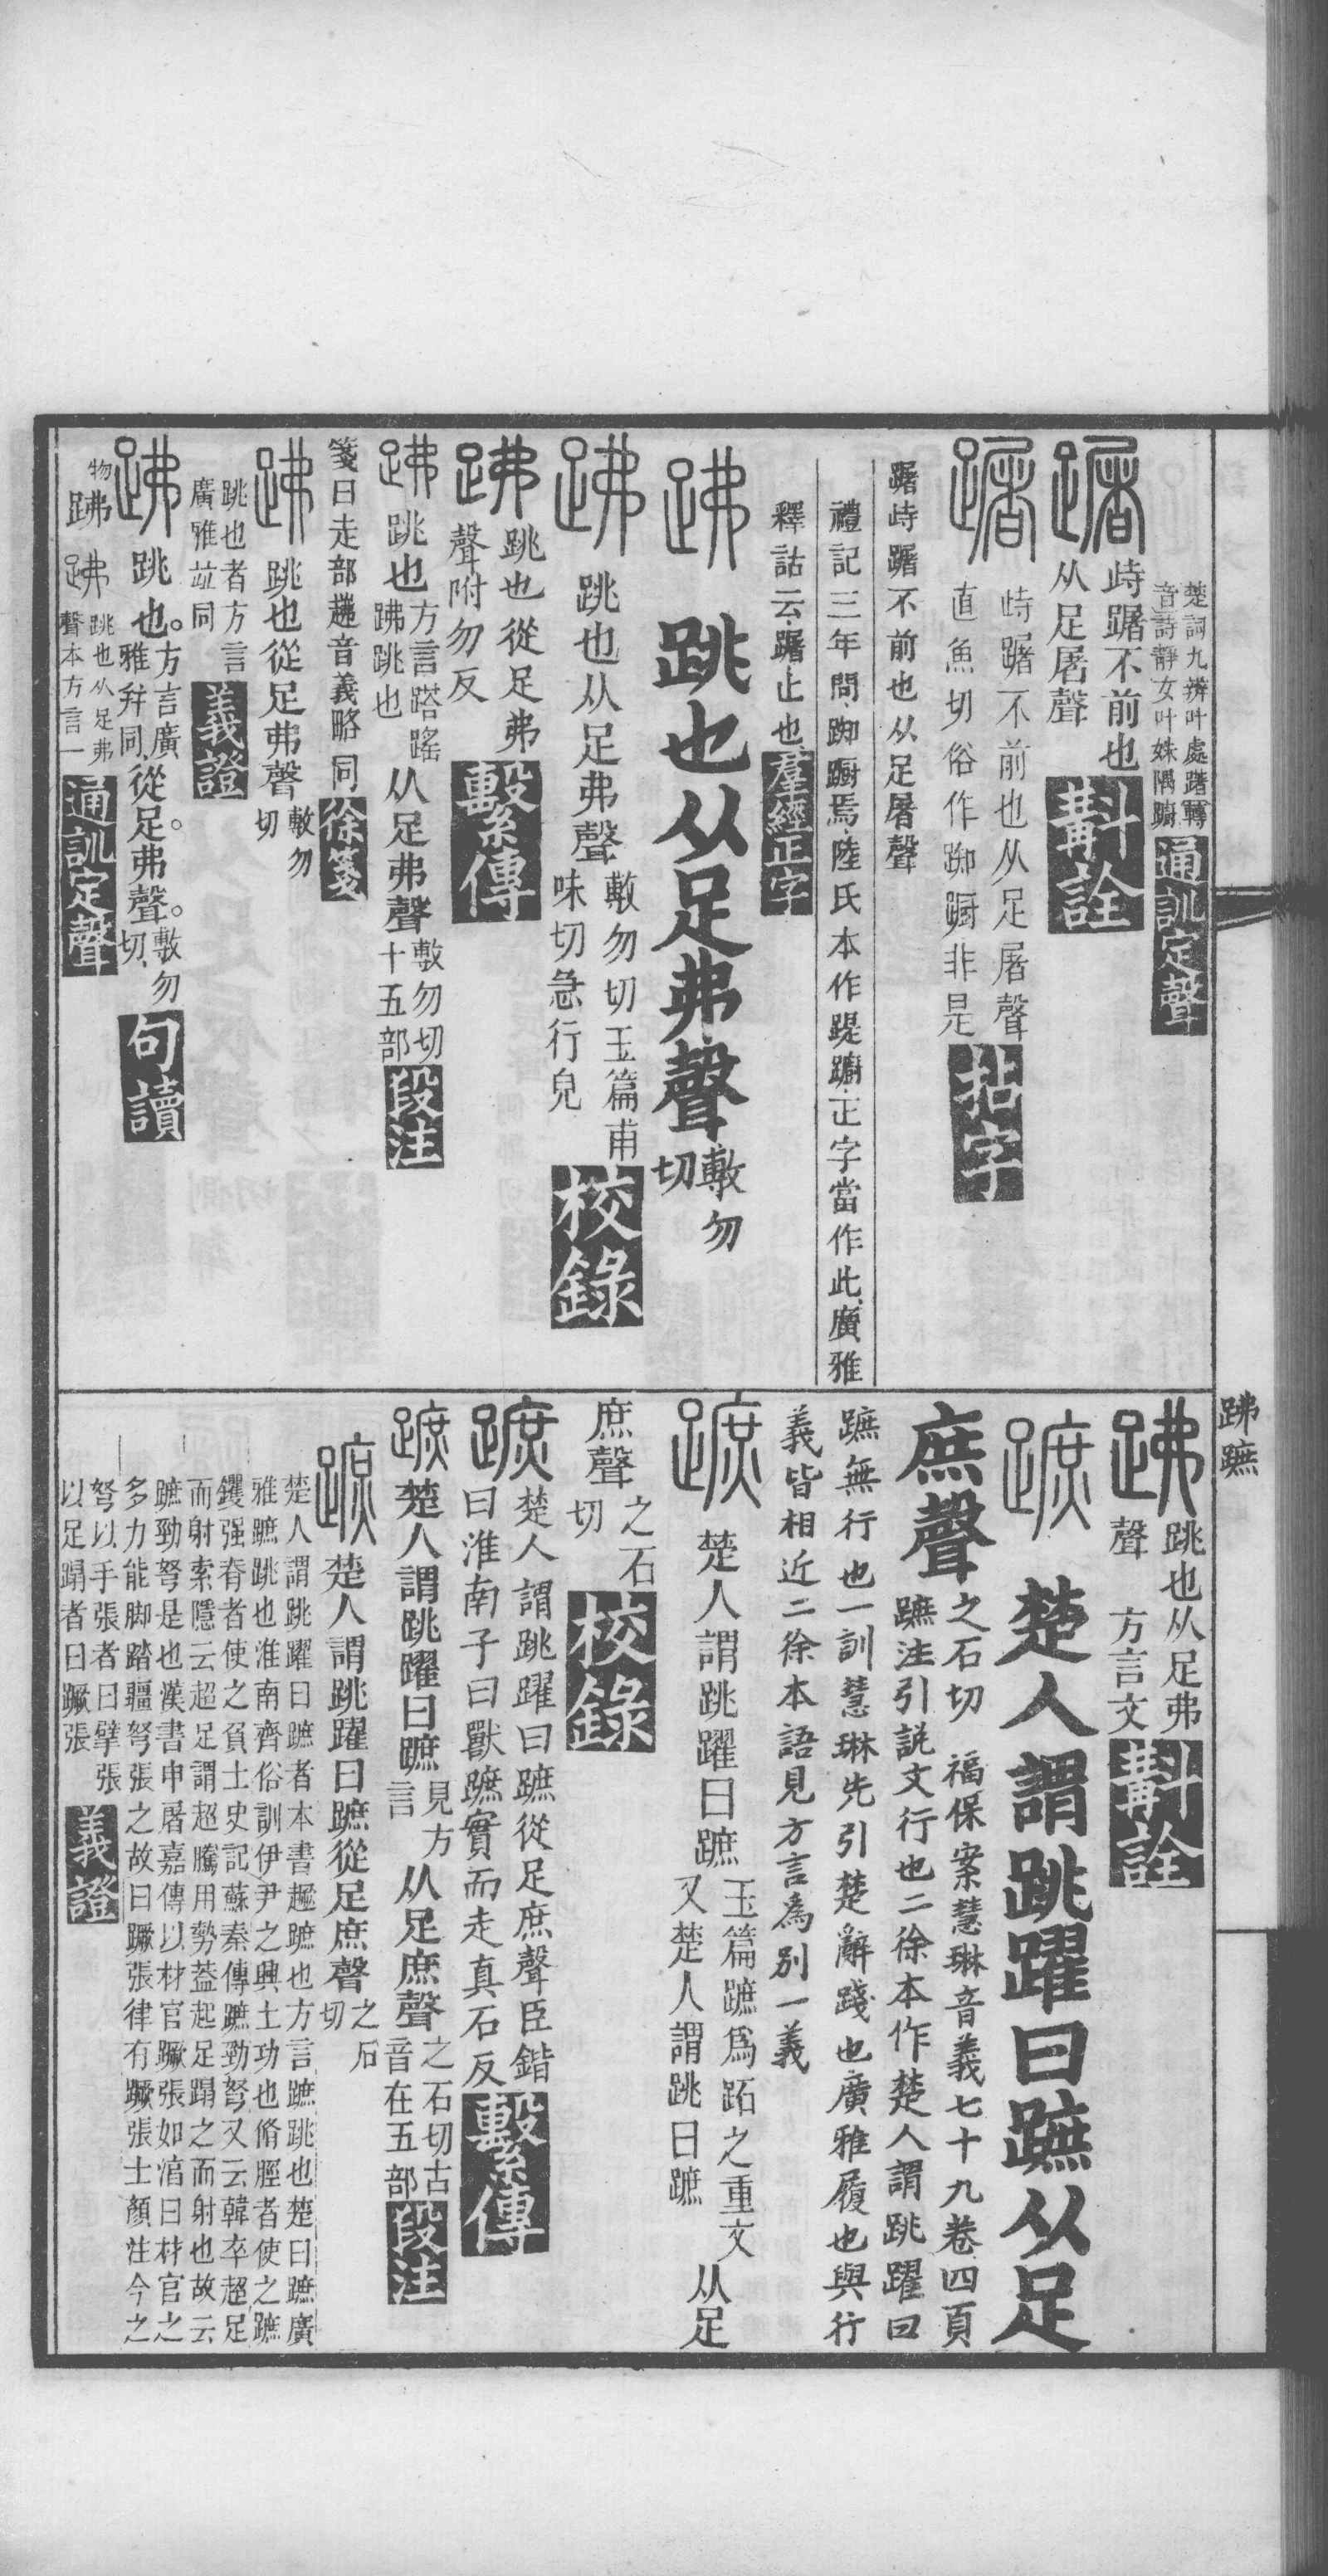 楚詞九辨叶處躇轉
音詩靜女叶姝隅躕
通訓定聲
躇 峙躇不前也
从足屠聲
斠詮
躇 峙躇不前也从足屠聲
直魚切俗作踟躕非是
拈字
躇峙躇不前也从足屠聲
禮記三年問踟躕焉陸氏本作踶躕正字當作此廣雅
釋詁云躇止也羣經正字
跳也从足弗聲敷勿
切
跳也从足弗聲敷勿切玉篇甫
味切急行皃
校錄
跳也從足弗
聲附勿反
繫傳
跳也方言踣䠛
跳也
从足弗聲敷勿切
十五部
段注
箋曰走部音義略同徐箋
跳也從足弗聲敷勿
切
跳也者方言
廣雅竝同
義證
跳也方言廣
雅幷同從足弗聲敷勿
切
句讀
物
跳也从足弗
聲本方言一
通訓定聲
跳也从足弗
聲 方言文
斠詮
蹠 楚人謂跳躍曰蹠从足
庶聲之石切 福保案慧琳音義七十九卷四頁
蹠注引説文行也二徐本作楚人謂跳躍曰
蹠無行也一訓慧琳先引楚辭踐也廣雅履也與行
義皆相近二徐本語見方言為別一義
蹠 楚人謂跳躍曰蹠玉篇蹠為跖之重文
又楚人謂跳曰蹠
从足
庶聲之石
切
校錄
蹠 楚人謂跳躍曰蹠從足庶聲臣鍇
曰淮南子曰獸蹠實而走真石反
繫傳
蹠 楚人謂跳躍曰蹠見方
言
从足庶聲之石切古
音在五部
段注
蹠 楚人謂跳躍曰蹠從足庶聲之石
切
楚人謂跳躍曰蹠者本書蹠也方言蹠跳也楚曰蹠廣
雅蹠跳也淮南齊俗訓伊尹之興土功也脩脛者使之蹠
钁强脊者使之負土史記蘇秦傳蹠勁弩又云韓卒超足
而射索隱云超足謂超騰用勢蓋起足蹋之而射也故云
蹠勁弩是也漢書申屠嘉傳以材官蹶張如淳曰材官之
多力能脚踏彊弩張之故曰蹶張律有蹶張士顏注今之
弩以手張者曰擘張
以足蹋者曰蹶張
義證
蹠